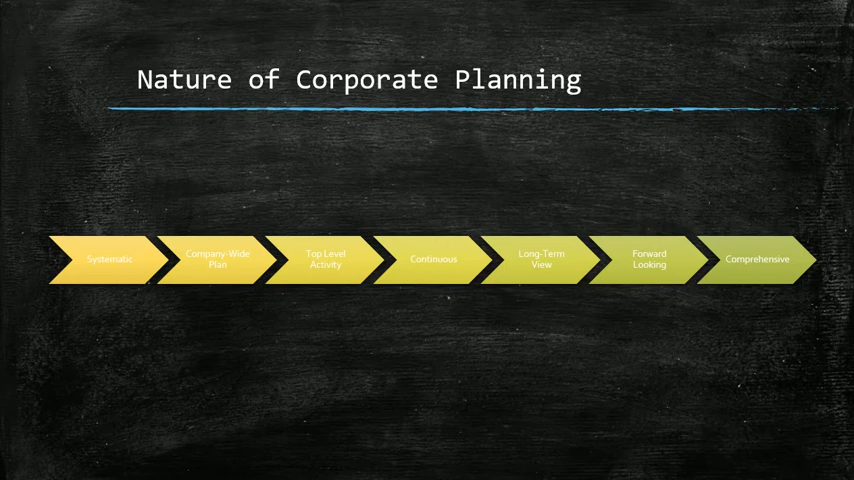 Nature of Corporate Planning
Systematic
Company-Wide
Plan
Top Level
Activity
Continuous
Long-Term
View
Forward
Looking
Comprehensive